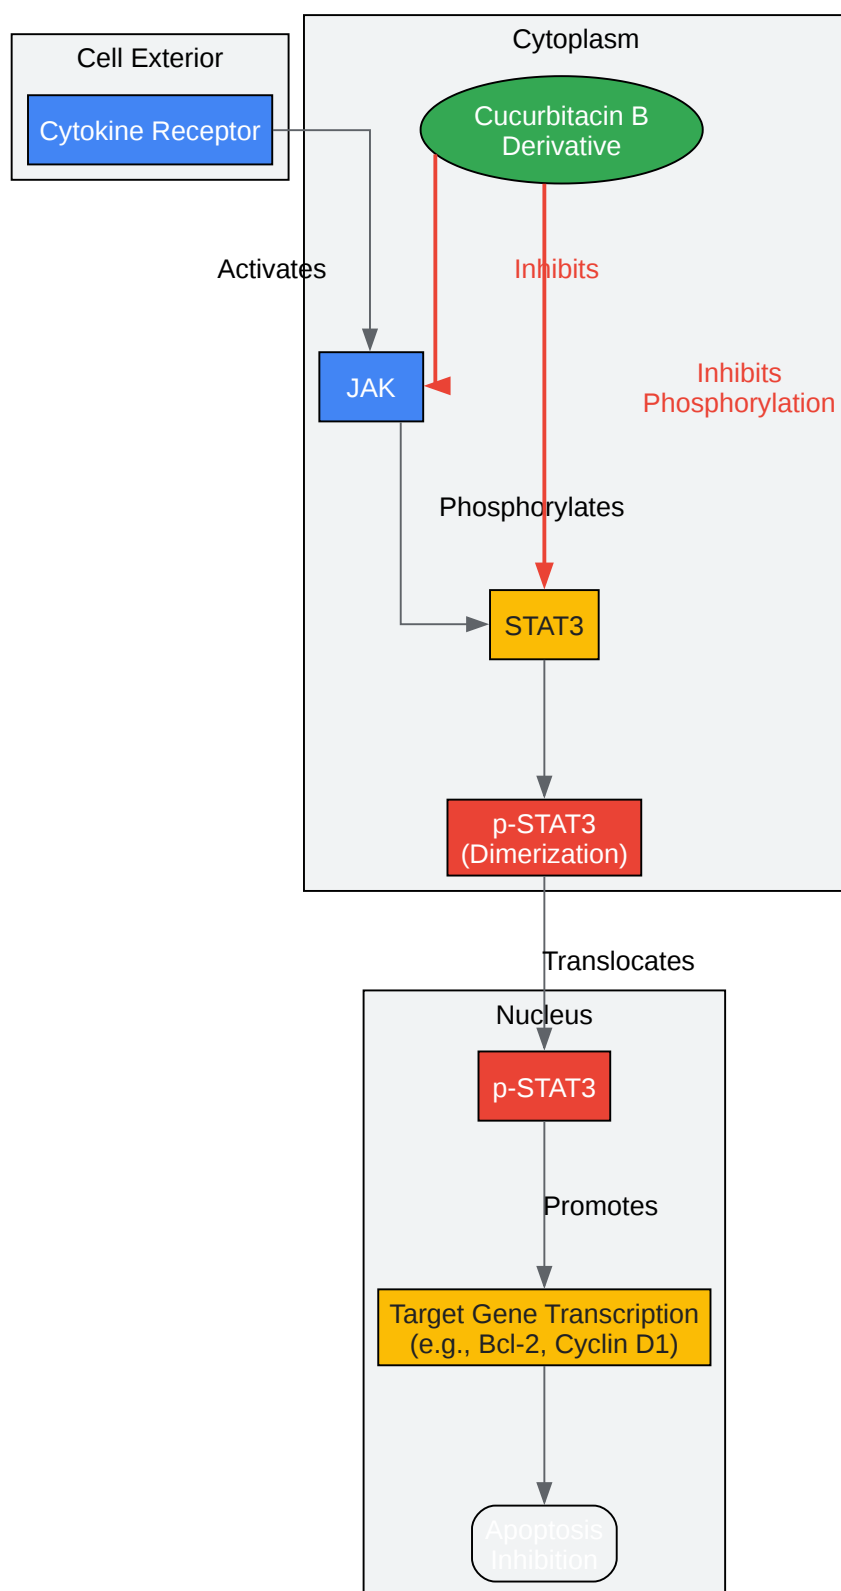 Cell Exterior
Cytokine Receptor
Cytoplasm
Cucurbitacin B
Derivative
Activates
Inhibits
JAK
Inhibits
Phosphorylation
Phosphorylates
STAT3
p-STAT3
(Dimerization)
Translocates
Nucleus
p-STAT3
Promotes
Target Gene Transcription
(e.g., Bcl-2, Cyclin D1)
Apoptosis
Inhibition